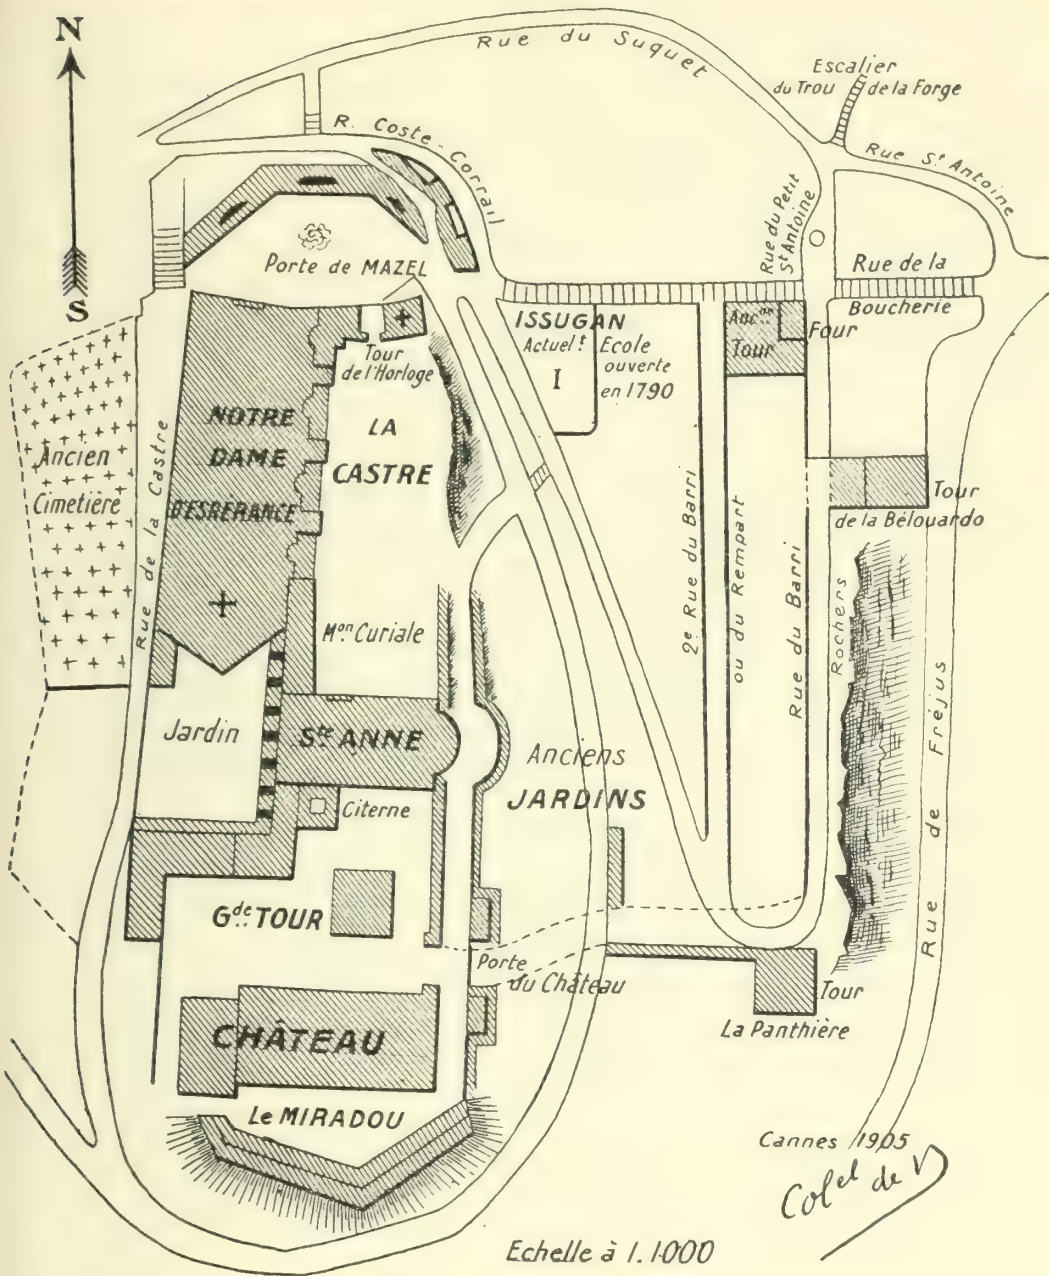 N
S
Rue du Suquet
Escalier
du Trou de la Forge
Rue St Antoine
R. Coste-Corrail
Rue du Petit
St Antoine
Porte de MAZEL
Rue de la
Boucherie
ISSUGAN
Actuel.t Ecole
ouverte
en 1790
I
Ancne
Tour
Four
Tour
de l'Horloge
NOTRE
DAME
D'ESPÉRANCE
LA
CASTRE
Ancien
Cimetière
Rue de la Castre
Tour
de la Bélouardo
2e Rue du Barri
ou du Rempart
Rue du Barri
Rochers
Rue de Fréjus
Mon Curiale
Jardin
Ste ANNE
Anciens
JARDINS
Citerne
Gde TOUR
Porte
du Château
Tour
La Panthière
CHÂTEAU
Le MIRADOU
Cannes 1905
Colel de V
Echelle à 1.1000